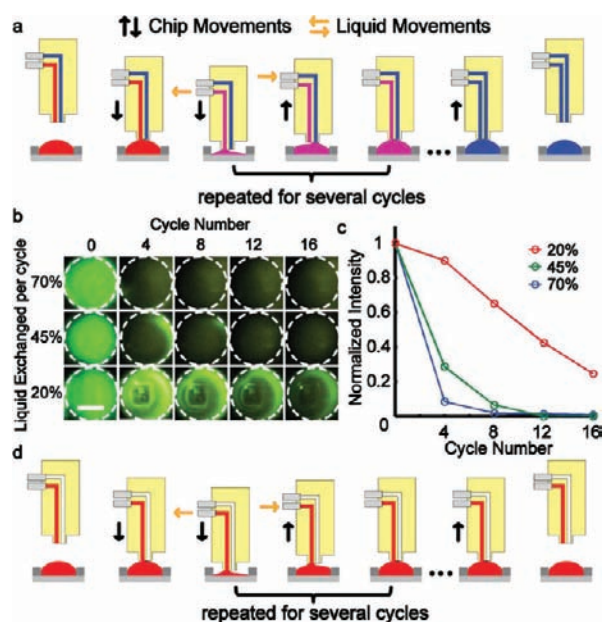 a
Chip Movements
Liquid Movements
repeated for several cycles
b
Cycle Number
0 4 8 12 16
Liquid Exchanged per cycle
70%
45%
20%
c
Normalized Intensity
1
0.8
0.6
0.4
0.2
0
4 8 12 16
Cycle Number
20%
45%
70%
d
repeated for several cycles